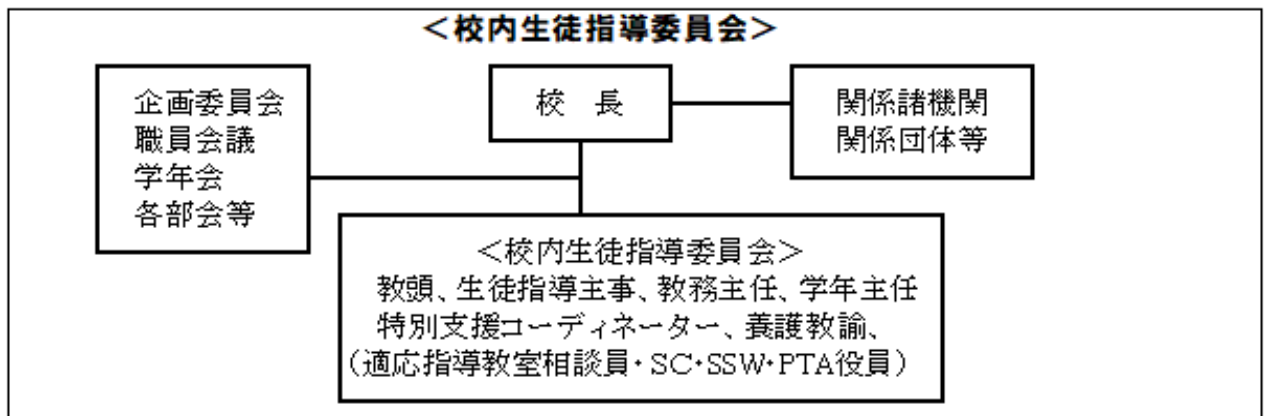 ＜校内生徒指導委員会＞
企画委員会
職員会議
学年会
各部会等
校 長
関係諸機関
関係団体等
＜校内生徒指導委員会＞
教頭、生徒指導主事、教務主任、学年主任
特別支援コーディネーター、養護教諭、
（適応指導教室相談員・SC・SSW・PTA役員）